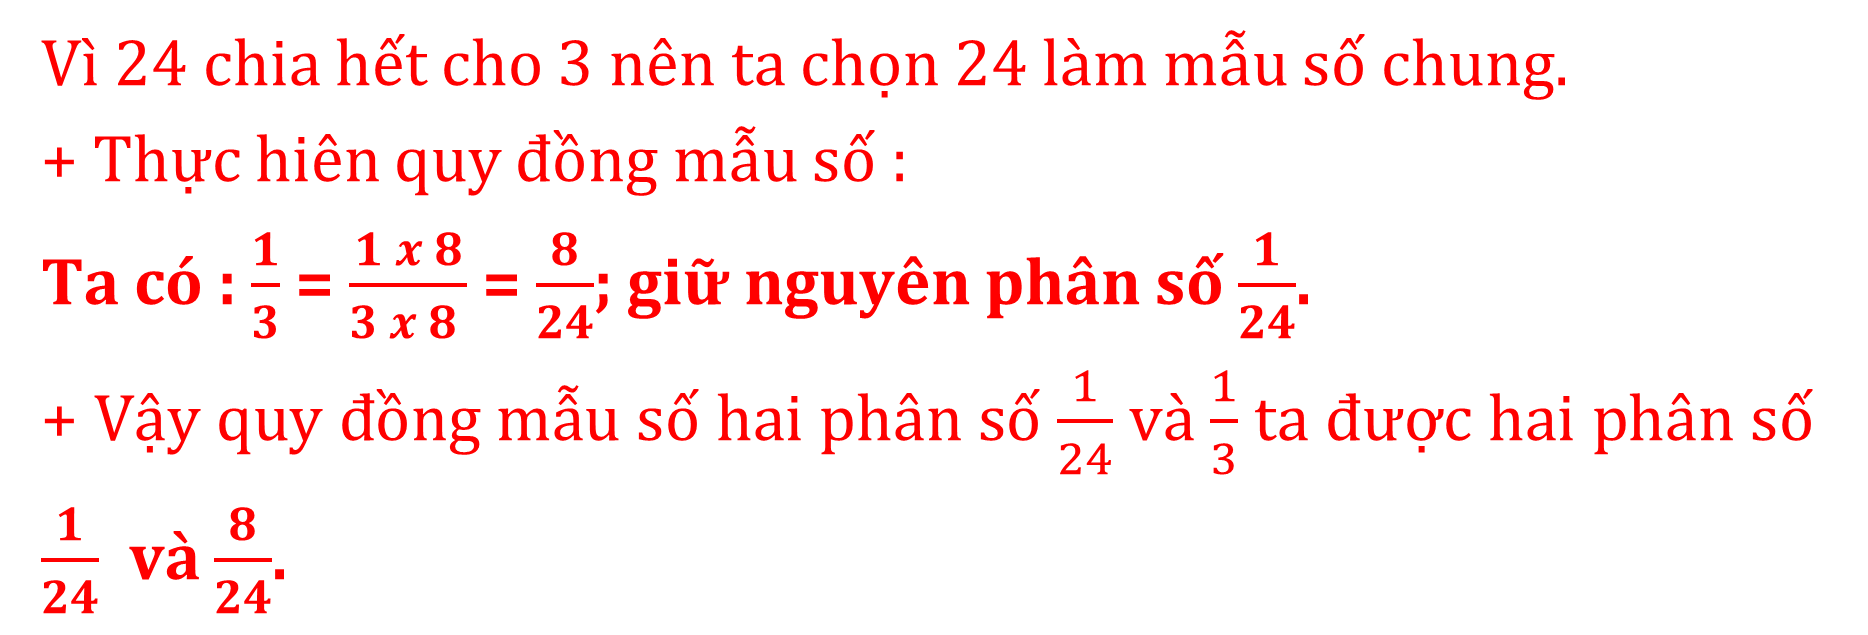 Vì 24 chia hết cho 3 nên ta chọn 24 làm mẫu số chung.
+ Thực hiên quy đồng mẫu số :
Ta có : 1/3 = 1 x 8/3 x 8 = 8/24; giữ nguyên phân số 1/24.
+ Vậy quy đồng mẫu số hai phân số 1/24 và 1/3 ta được hai phân số
1/24 và 8/24.